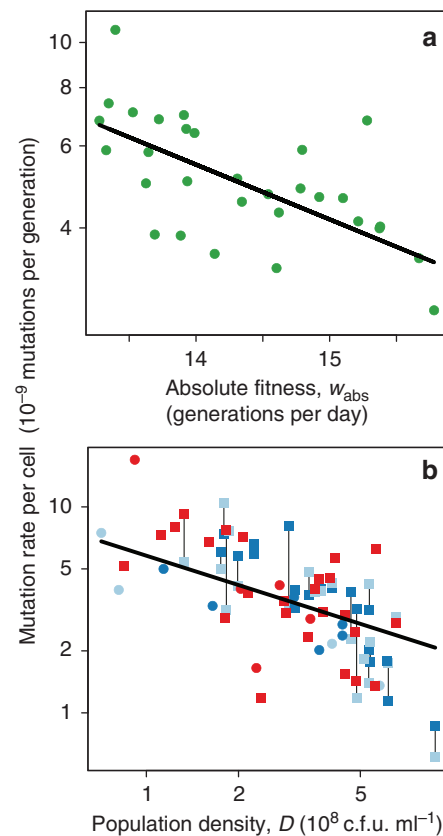 a
10
8
6
4
14
15
Absolute fitness, w_abs
(generations per day)
Mutation rate per cell (10⁻⁹ mutations per generation)
b
10
5
2
1
1
2
5
Population density, D (10⁸ c.f.u. ml⁻¹)